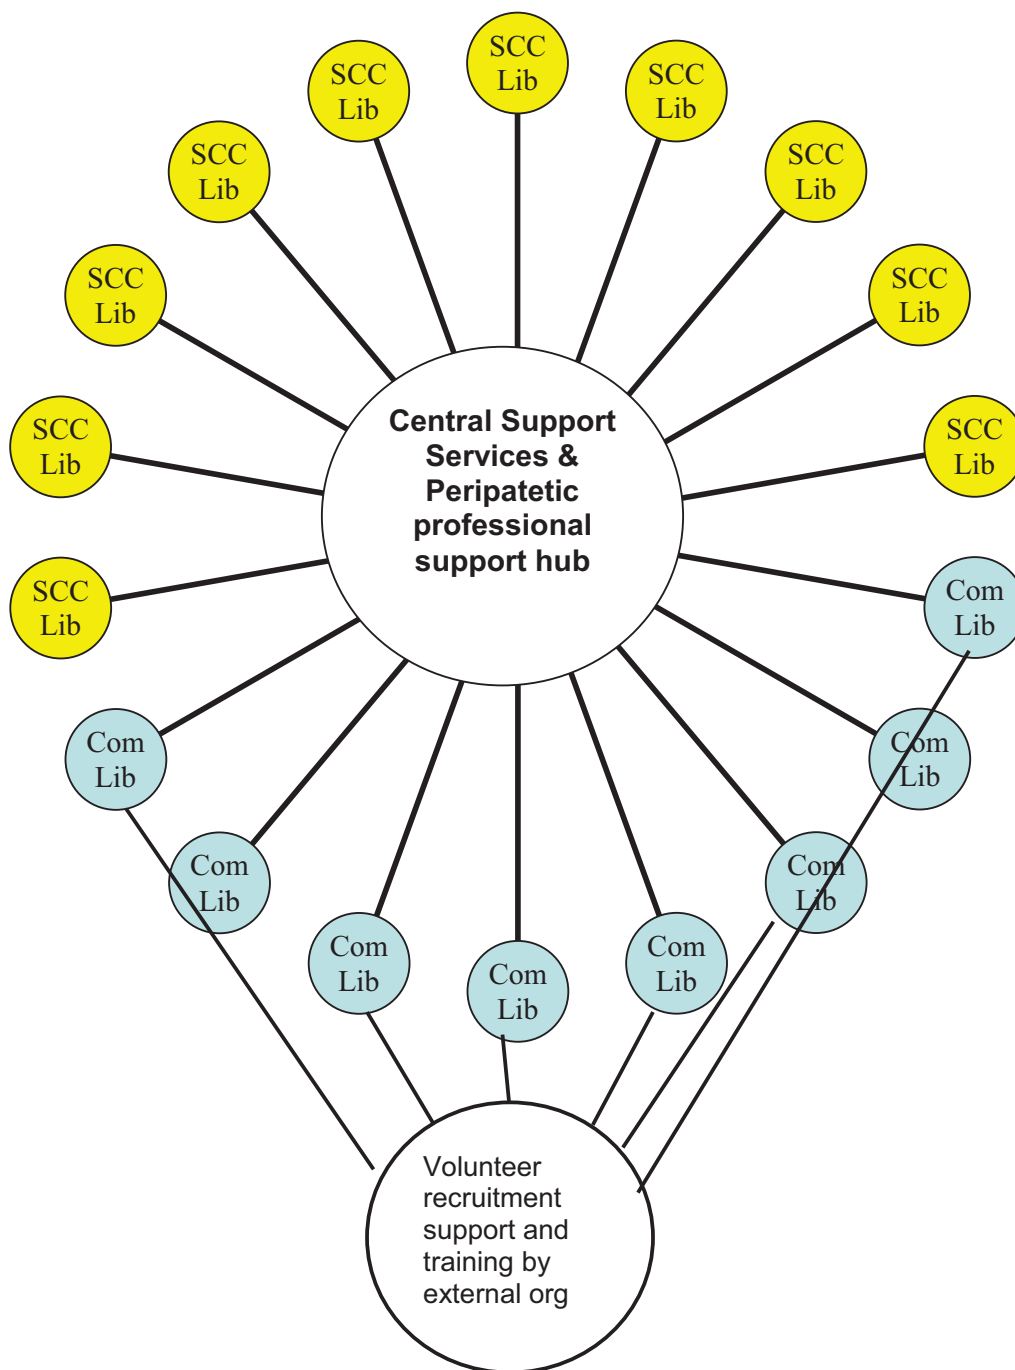 SCC
Lib
SCC
Lib
SCC
Lib
SCC
Lib
SCC
Lib
SCC
Lib
SCC
Lib
SCC
Lib
SCC
Lib
SCC
Lib
Central Support
Services &
Peripatetic
professional
support hub
SCC
Lib
Com
Lib
Com
Lib
Com
Lib
Com
Lib
Com
Lib
Com
Lib
Com
Lib
Com
Lib
Volunteer
recruitment
support and
training by
external org